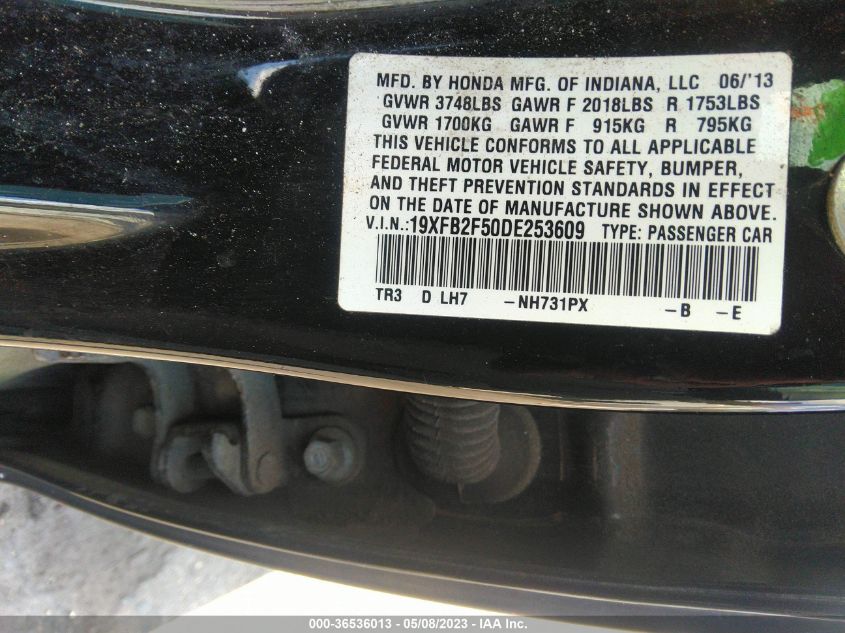 MFD. BY HONDA MFG. OF INDIANA, LLC 06/'13
GVWR 3748LBS GAWR F 2018LBS R 1753LBS
GVWR 1700KG GAWR F 915KG R 795KG
THIS VEHICLE CONFORMS TO ALL APPLICABLE
FEDERAL MOTOR VEHICLE SAFETY, BUMPER,
AND THEFT PREVENTION STANDARDS IN EFFECT
ON THE DATE OF MANUFACTURE SHOWN ABOVE.
V.I.N.:19XFB2F50DE253609 TYPE: PASSENGER CAR
TR3 D LH7 -NH731PX -B -E
000-36536013 — 05/08/2023 — IAA Inc.